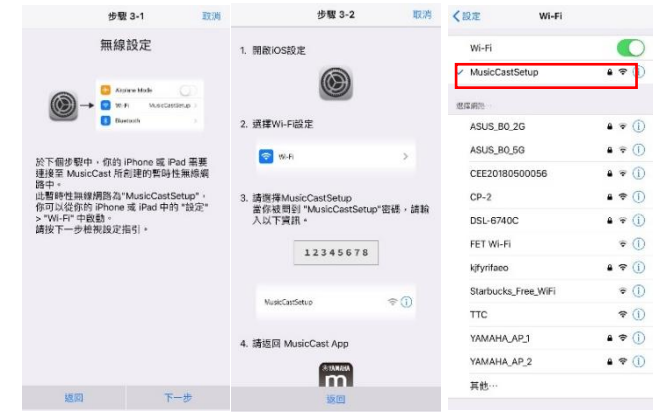 步驟 3-1
取消
無線設定
Airplane Mode
Wi-Fi
MusicCastSetup
Bluetooth
於下個步驟中，你的 iPhone 或 iPad 需要
連接至 MusicCast 所創建的暫時性無線網
路中。
此暫時性無線網路為"MusicCastSetup"，
你可以從你的 iPhone 或 iPad 中的 "設定"
> "Wi-Fi" 中啟動。
請按下一步檢視設定指引。
返回
下一步
步驟 3-2
取消
1. 開啟iOS設定
2. 選擇Wi-Fi設定
Wi-Fi
3. 請選擇MusicCastSetup
當你被問到 "MusicCastSetup"密碼，請輸
入以下資訊。
12345678
MusicCastSetup
4. 請返回 MusicCast App
YAMAHA
返回
設定
Wi-Fi
Wi-Fi
MusicCastSetup
選擇網路⋯
ASUS_B0_2G
ASUS_B0_5G
CEE20180500056
CP-2
DSL-6740C
FET Wi-Fi
kjfyrifaeo
Starbucks_Free_WiFi
TTC
YAMAHA_AP_1
YAMAHA_AP_2
其他⋯